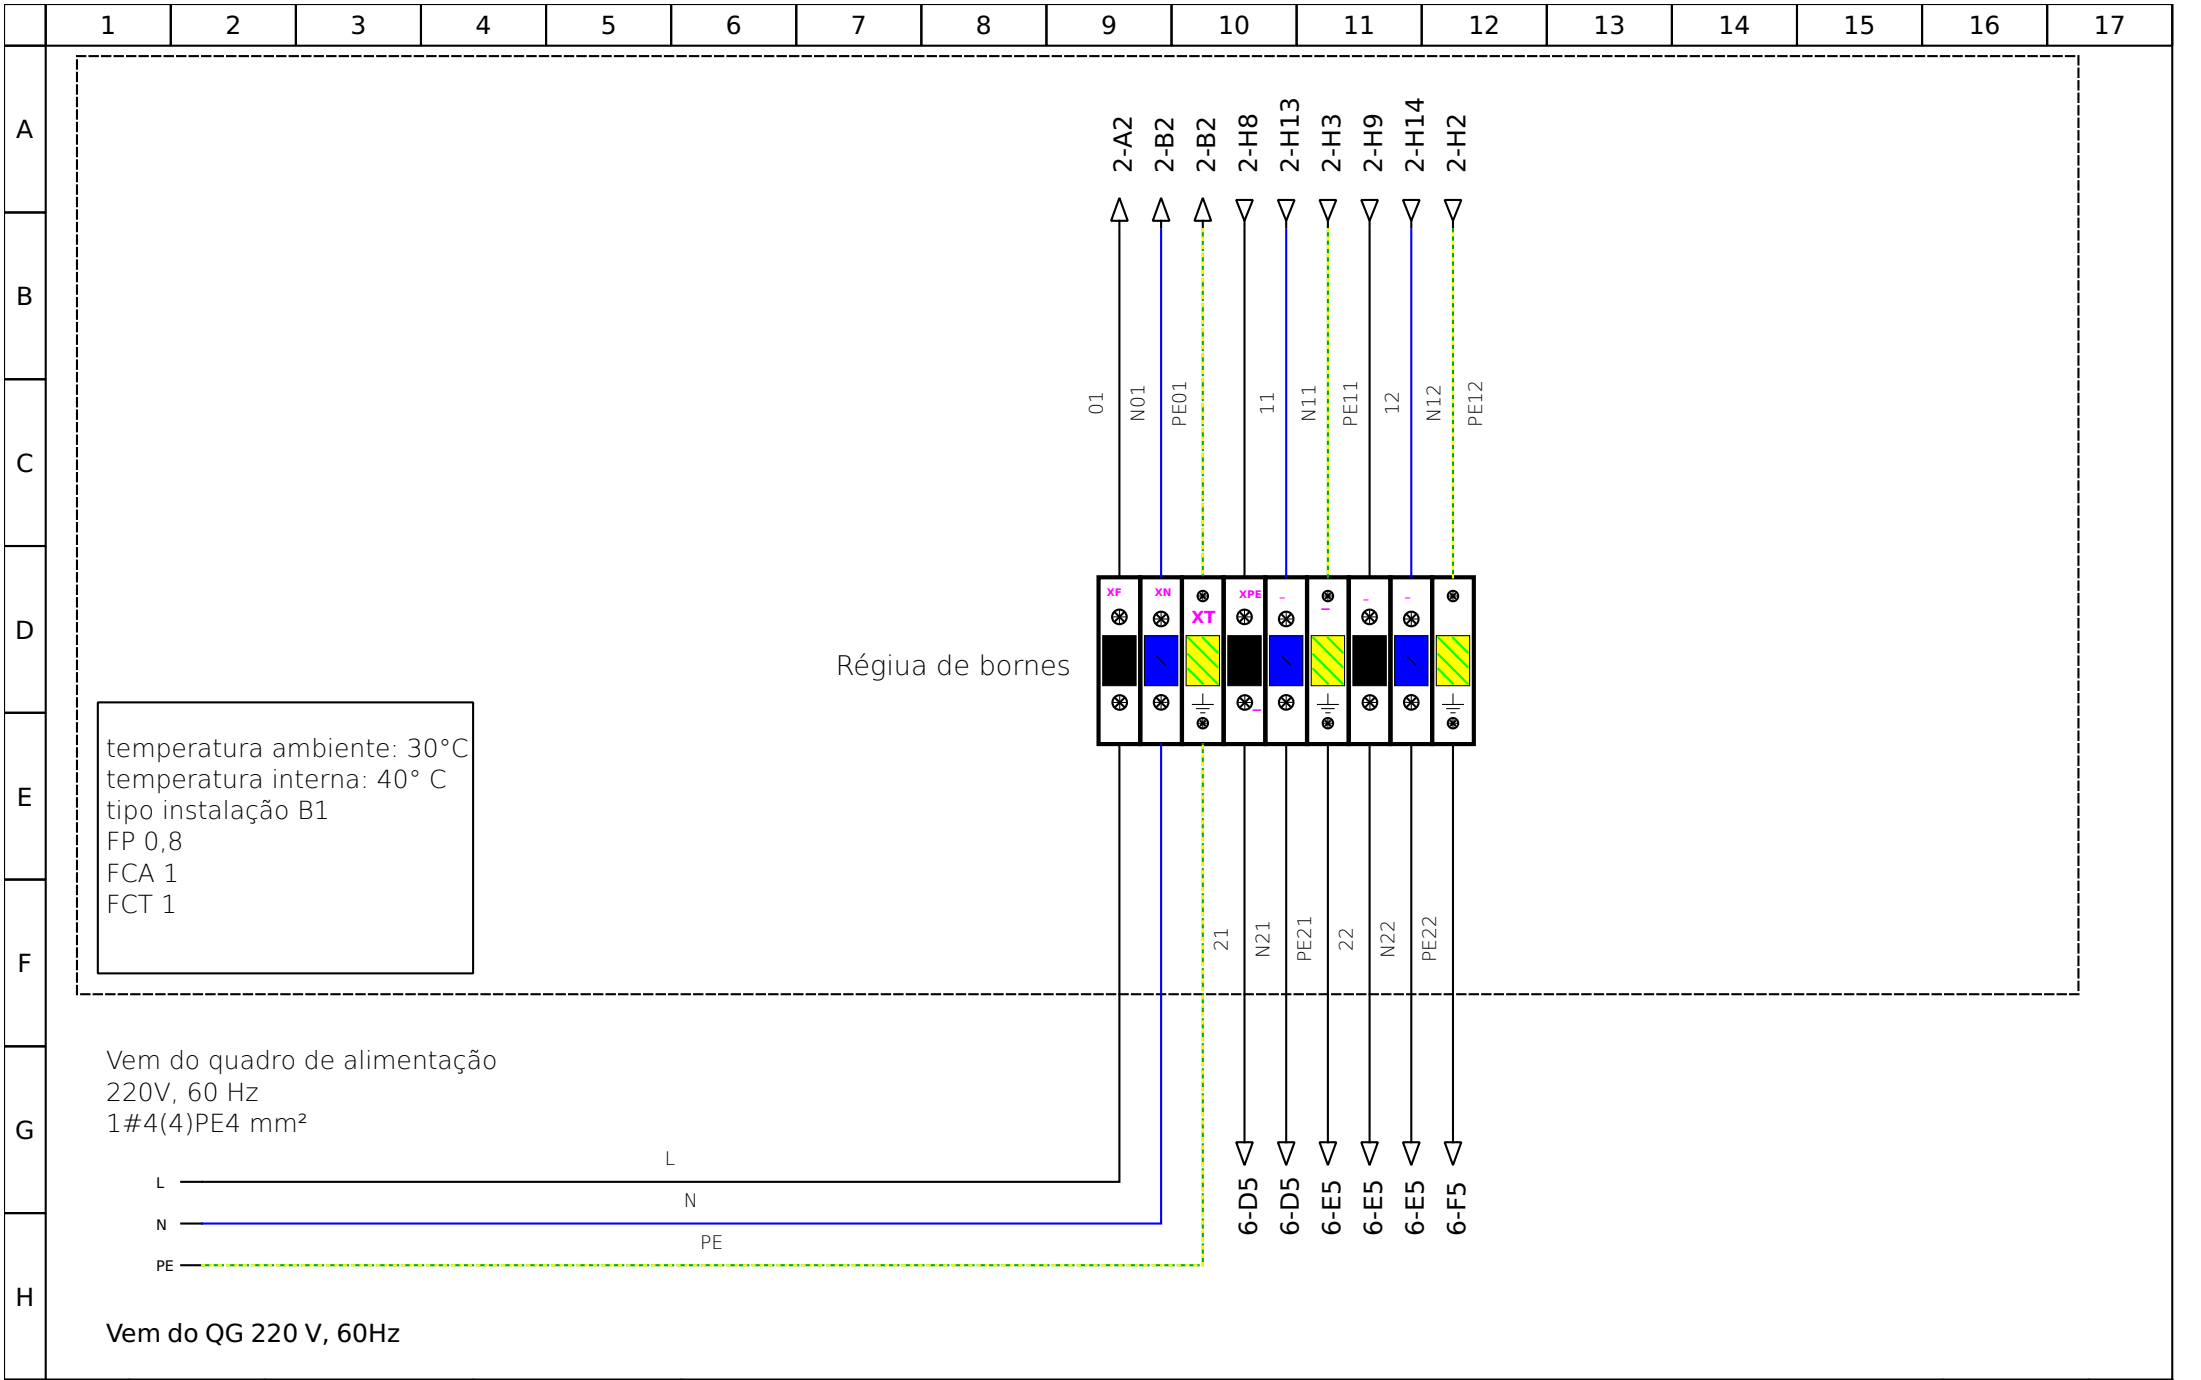 1 2 3 4 5 6 7 8 9 10 11 12 13 14 15 16 17
A
2-A2 2-B2 2-B2 2-H8 2-H13 2-H3 2-H9 2-H14 2-H2
B
01 N01 PE01 11 N11 PE11 12 N12 PE12
C
XF XN XPE - - -
XT -
D
Régiua de bornes
-
temperatura ambiente: 30°C
temperatura interna: 40° C
E
tipo instalação B1
FP 0,8
FCA 1
FCT 1
21 N21 PE21 22 N22 PE22
F
Vem do quadro de alimentação
220V, 60 Hz
1#4(4)PE4 mm²
G
L
L
N
6-D5 6-D5 6-E5 6-E5 6-E5 6-F5
N
PE
PE
H
Vem do QG 220 V, 60Hz